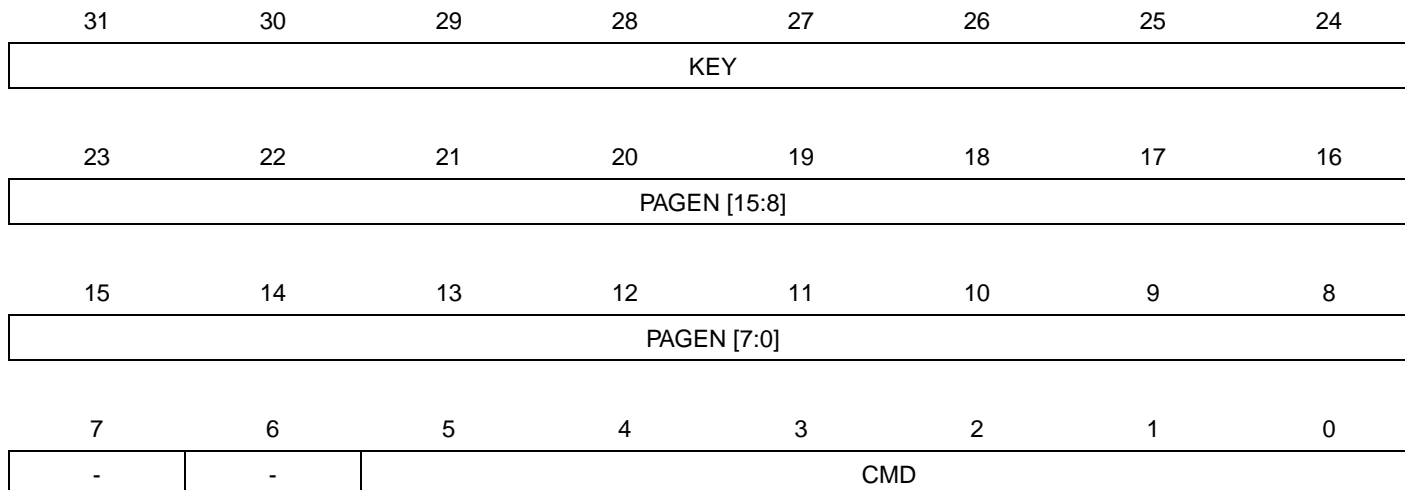 31 30 29 28 27 26 25 24
KEY
23 22 21 20 19 18 17 16
PAGEN [15:8]
15 14 13 12 11 10 9 8
PAGEN [7:0]
7 6 5 4 3 2 1 0
- - CMD